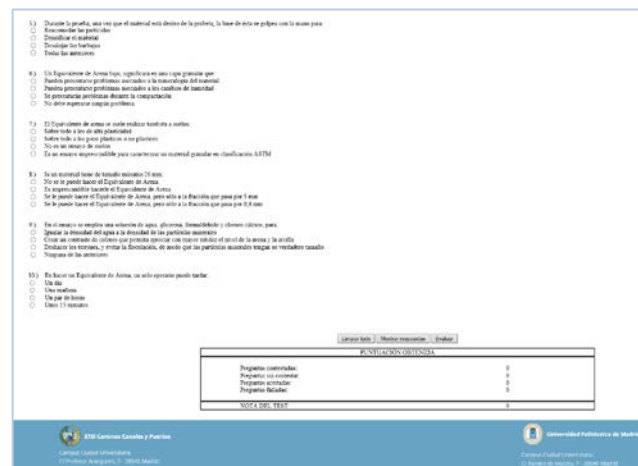 5.) Durante la prueba, una vez que el material está dentro de la probeta, la base de ésta se golpea con la mano para:
Reacomodar las partículas
Densificar el material
Desalojar las burbujas
Todas las anteriores
6.) Un Equivalente de Arena bajo, significará en una capa granular que:
Pueden presentarse problemas asociados a la mineralogía del material
Pueden presentarse problemas asociados a los cambios de humedad
Se presentarán problemas durante la compactación
No debe esperarse ningún problema
7.) El Equivalente de arena se suele realizar también a suelos:
Sobre todo a los de alta plasticidad
Sobre todo a los poco plásticos o no plásticos
No es un ensayo de suelos
Es un ensayo imprescindible para caracterizar un material granular en clasificación ASTM
8.) Si un material tiene de tamaño máximo 20 mm:
No se le puede hacer el Equivalente de Arena
Es imprescindible hacerle el Equivalente de Arena
Se le puede hacer el Equivalente de Arena, pero sólo a la fracción que pasa por 5 mm
Se le puede hacer el Equivalente de Arena, pero sólo a la fracción que pasa por 0,4 mm
9.) En el ensayo se emplea una solución de agua, glicerina, formaldehído y cloruro cálcico, para:
Igualar la densidad del agua a la densidad de las partículas minerales
Crear un contraste de colores que permita apreciar con mayor nitidez el nivel de la arena y la arcilla
Deshacer los terrones, y evitar la floculación, de modo que las partículas minerales tengan su verdadero tamaño
Ninguna de las anteriores
10.) En hacer un Equivalente de Arena, un solo operario puede tardar:
Un día
Una mañana
Un par de horas
Unos 15 minutos
Limpiar todo Mostrar respuestas Evaluar
PUNTUACIÓN OBTENIDA
Preguntas contestadas: 0
Preguntas sin contestar: 0
Preguntas acertadas: 0
Preguntas falladas: 0
NOTA DEL TEST: 0
ETSI Caminos Canales y Puertos
Universidad Politécnica de Madrid
Campus Ciudad Universitaria
C/ Profesor Aranguren, 3 - 28040 Madrid
Campus Ciudad Universitaria